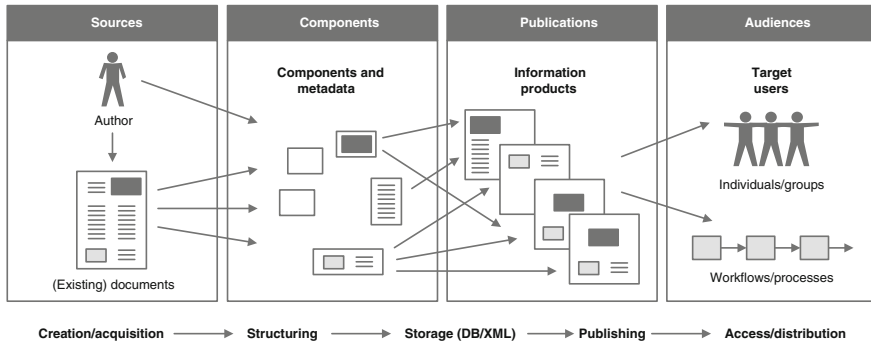 Sources
Components
Publications
Audiences
Components and
metadata
Information
products
Target
users
Author
(Existing) documents
Individuals/groups
Workflows/processes
Creation/acquisition
Structuring
Storage (DB/XML)
Publishing
Access/distribution